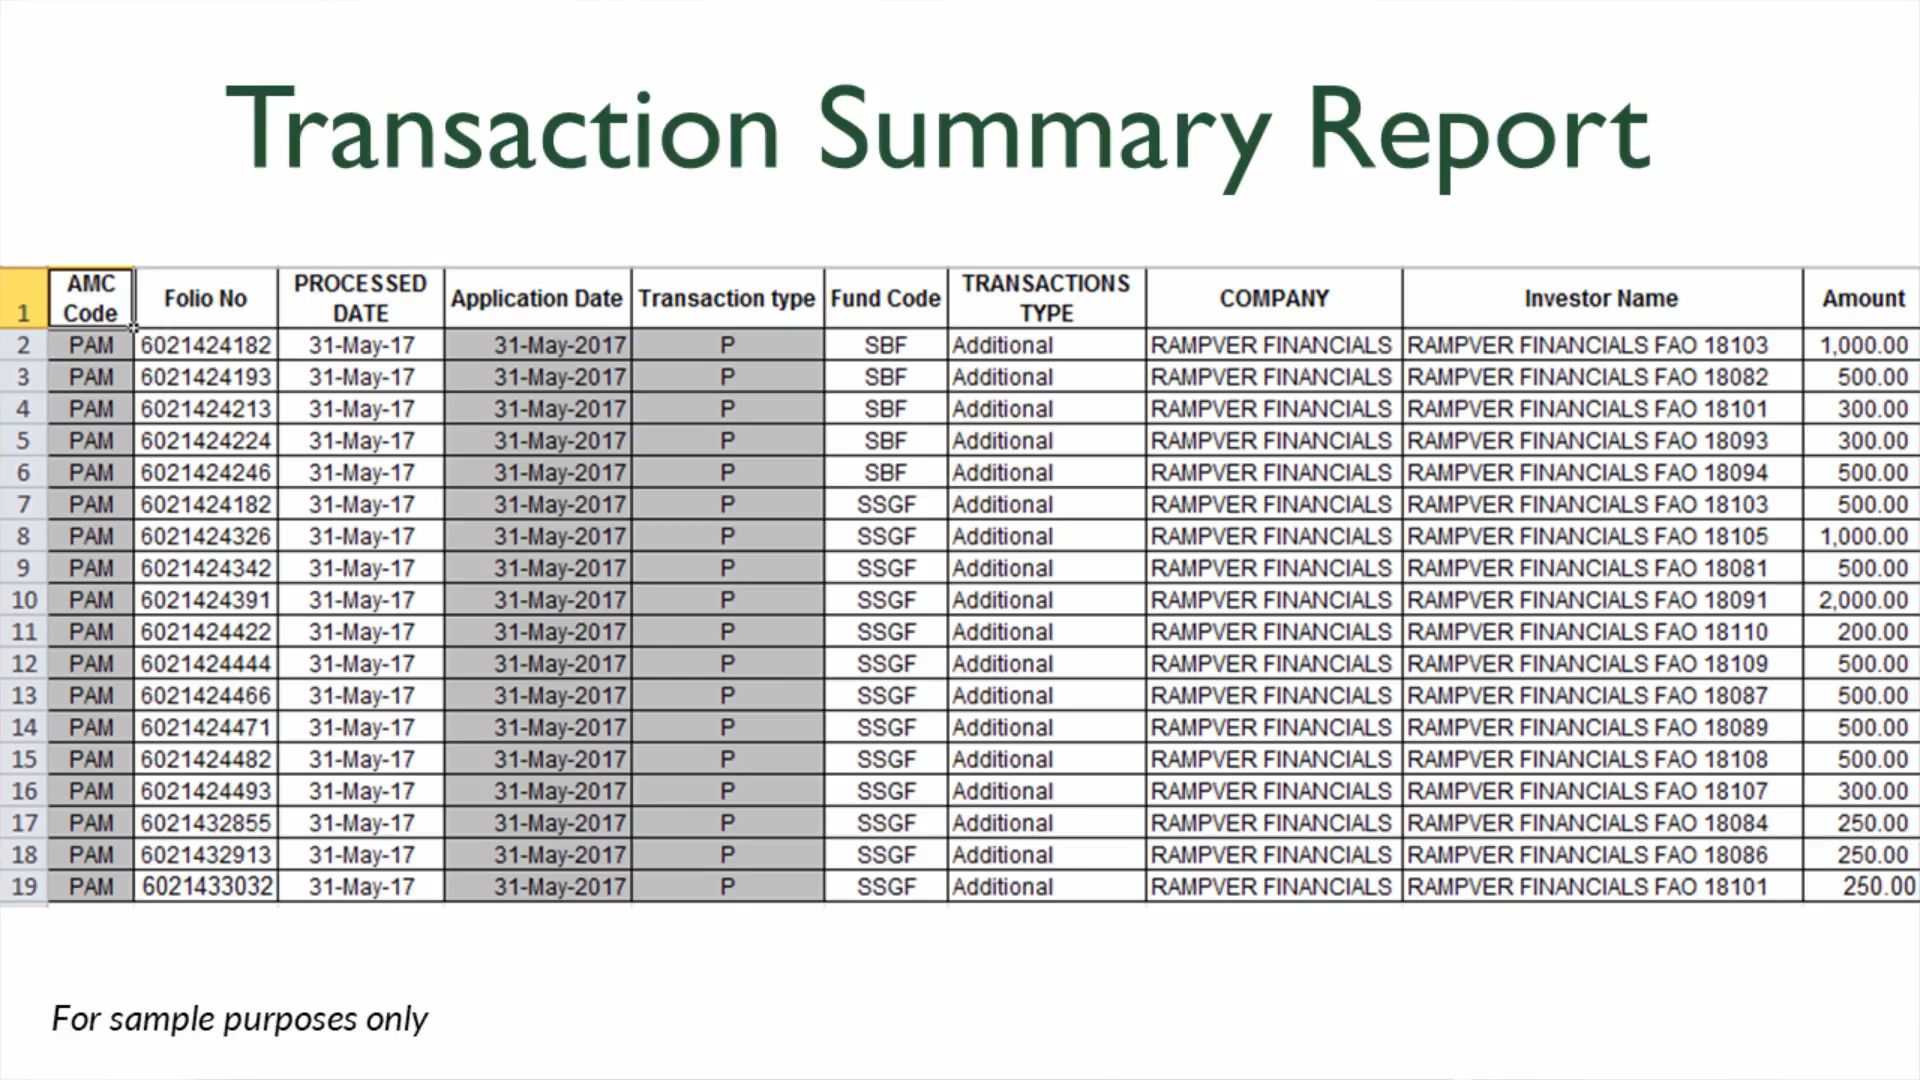 Transaction Summary Report
1 AMC Code Folio No PROCESSED DATE Application Date Transaction type Fund Code TRANSACTIONS TYPE COMPANY Investor Name Amount
2 PAM 6021424182 31-May-17 31-May-2017 P SBF Additional RAMPVER FINANCIALS RAMPVER FINANCIALS FAO 18103 1,000.00
3 PAM 6021424193 31-May-17 31-May-2017 P SBF Additional RAMPVER FINANCIALS RAMPVER FINANCIALS FAO 18082 500.00
4 PAM 6021424213 31-May-17 31-May-2017 P SBF Additional RAMPVER FINANCIALS RAMPVER FINANCIALS FAO 18101 300.00
5 PAM 6021424224 31-May-17 31-May-2017 P SBF Additional RAMPVER FINANCIALS RAMPVER FINANCIALS FAO 18093 300.00
6 PAM 6021424246 31-May-17 31-May-2017 P SBF Additional RAMPVER FINANCIALS RAMPVER FINANCIALS FAO 18094 500.00
7 PAM 6021424182 31-May-17 31-May-2017 P SSGF Additional RAMPVER FINANCIALS RAMPVER FINANCIALS FAO 18103 500.00
8 PAM 6021424326 31-May-17 31-May-2017 P SSGF Additional RAMPVER FINANCIALS RAMPVER FINANCIALS FAO 18105 1,000.00
9 PAM 6021424342 31-May-17 31-May-2017 P SSGF Additional RAMPVER FINANCIALS RAMPVER FINANCIALS FAO 18081 500.00
10 PAM 6021424391 31-May-17 31-May-2017 P SSGF Additional RAMPVER FINANCIALS RAMPVER FINANCIALS FAO 18091 2,000.00
11 PAM 6021424422 31-May-17 31-May-2017 P SSGF Additional RAMPVER FINANCIALS RAMPVER FINANCIALS FAO 18110 200.00
12 PAM 6021424444 31-May-17 31-May-2017 P SSGF Additional RAMPVER FINANCIALS RAMPVER FINANCIALS FAO 18109 500.00
13 PAM 6021424466 31-May-17 31-May-2017 P SSGF Additional RAMPVER FINANCIALS RAMPVER FINANCIALS FAO 18087 500.00
14 PAM 6021424471 31-May-17 31-May-2017 P SSGF Additional RAMPVER FINANCIALS RAMPVER FINANCIALS FAO 18089 500.00
15 PAM 6021424482 31-May-17 31-May-2017 P SSGF Additional RAMPVER FINANCIALS RAMPVER FINANCIALS FAO 18108 500.00
16 PAM 6021424493 31-May-17 31-May-2017 P SSGF Additional RAMPVER FINANCIALS RAMPVER FINANCIALS FAO 18107 300.00
17 PAM 6021432855 31-May-17 31-May-2017 P SSGF Additional RAMPVER FINANCIALS RAMPVER FINANCIALS FAO 18084 250.00
18 PAM 6021432913 31-May-17 31-May-2017 P SSGF Additional RAMPVER FINANCIALS RAMPVER FINANCIALS FAO 18086 250.00
19 PAM 6021433032 31-May-17 31-May-2017 P SSGF Additional RAMPVER FINANCIALS RAMPVER FINANCIALS FAO 18101 250.00
For sample purposes only